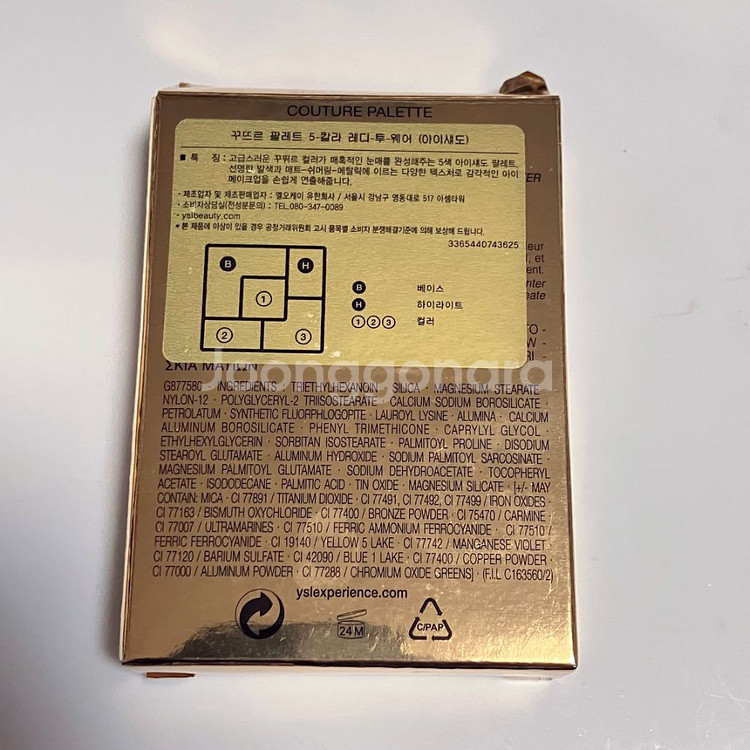 COUTURE PALETTE
꾸뜨르 팔레트 5-칼라 레디-투-웨어 (아이섀도)
■ 특 징 : 고급스러운 꾸뛰르 컬러가 매혹적인 눈매를 완성해주는 5색 아이섀도 팔레트.
선명한 발색과 매트-쉬머링-메탈릭에 이르는 다양한 텍스처로 감각적인 아이
메이크업을 손쉽게 연출해줍니다.
• 제조업자 및 제조판매업자 : 엘오케이 유한회사 / 서울시 강남구 영동대로 517 아셈타워
• 소비자상담실(전성분문의) : TEL.080-347-0089
yslbeauty.com
* 본 제품에 이상이 있을 경우 공정거래위원회 고시 품목별 소비자 분쟁해결기준에 의해 보상해 드립니다.
3365440743625
B
H
1
2
3
B 베이스
H 하이라이트
①②③ 컬러
ER
eur
l, et
ent.
nter
nate
TO -
W -
RI -
ΣΚΙΑ ΜΑΤΙΩΝ
Joonggonara
G877580 - INGREDIENTS : TRIETHYLHEXANOIN · SILICA · MAGNESIUM STEARATE ·
NYLON-12 · POLYGLYCERYL-2 TRIISOSTEARATE · CALCIUM SODIUM BOROSILICATE ·
PETROLATUM · SYNTHETIC FLUORPHLOGOPITE · LAUROYL LYSINE · ALUMINA · CALCIUM
ALUMINUM BOROSILICATE · PHENYL TRIMETHICONE · CAPRYLYL GLYCOL ·
ETHYLHEXYLGLYCERIN · SORBITAN ISOSTEARATE · PALMITOYL PROLINE · DISODIUM
STEAROYL GLUTAMATE · ALUMINUM HYDROXIDE · SODIUM PALMITOYL SARCOSINATE ·
MAGNESIUM PALMITOYL GLUTAMATE · SODIUM DEHYDROACETATE · TOCOPHERYL
ACETATE · ISODODECANE · PALMITIC ACID · TIN OXIDE · MAGNESIUM SILICATE · [+/- MAY
CONTAIN: MICA · CI 77891 / TITANIUM DIOXIDE · CI 77491, CI 77492, CI 77499 / IRON OXIDES ·
CI 77163 / BISMUTH OXYCHLORIDE · CI 77400 / BRONZE POWDER · CI 75470 / CARMINE ·
CI 77007 / ULTRAMARINES · CI 77510 / FERRIC AMMONIUM FERROCYANIDE · CI 77510 /
FERRIC FERROCYANIDE · CI 19140 / YELLOW 5 LAKE · CI 77742 / MANGANESE VIOLET ·
CI 77120 / BARIUM SULFATE · CI 42090 / BLUE 1 LAKE · CI 77400 / COPPER POWDER ·
CI 77000 / ALUMINUM POWDER · CI 77288 / CHROMIUM OXIDE GREENS] · (F.I.L C163560/2)
yslexperience.com
24 M
C/PAP